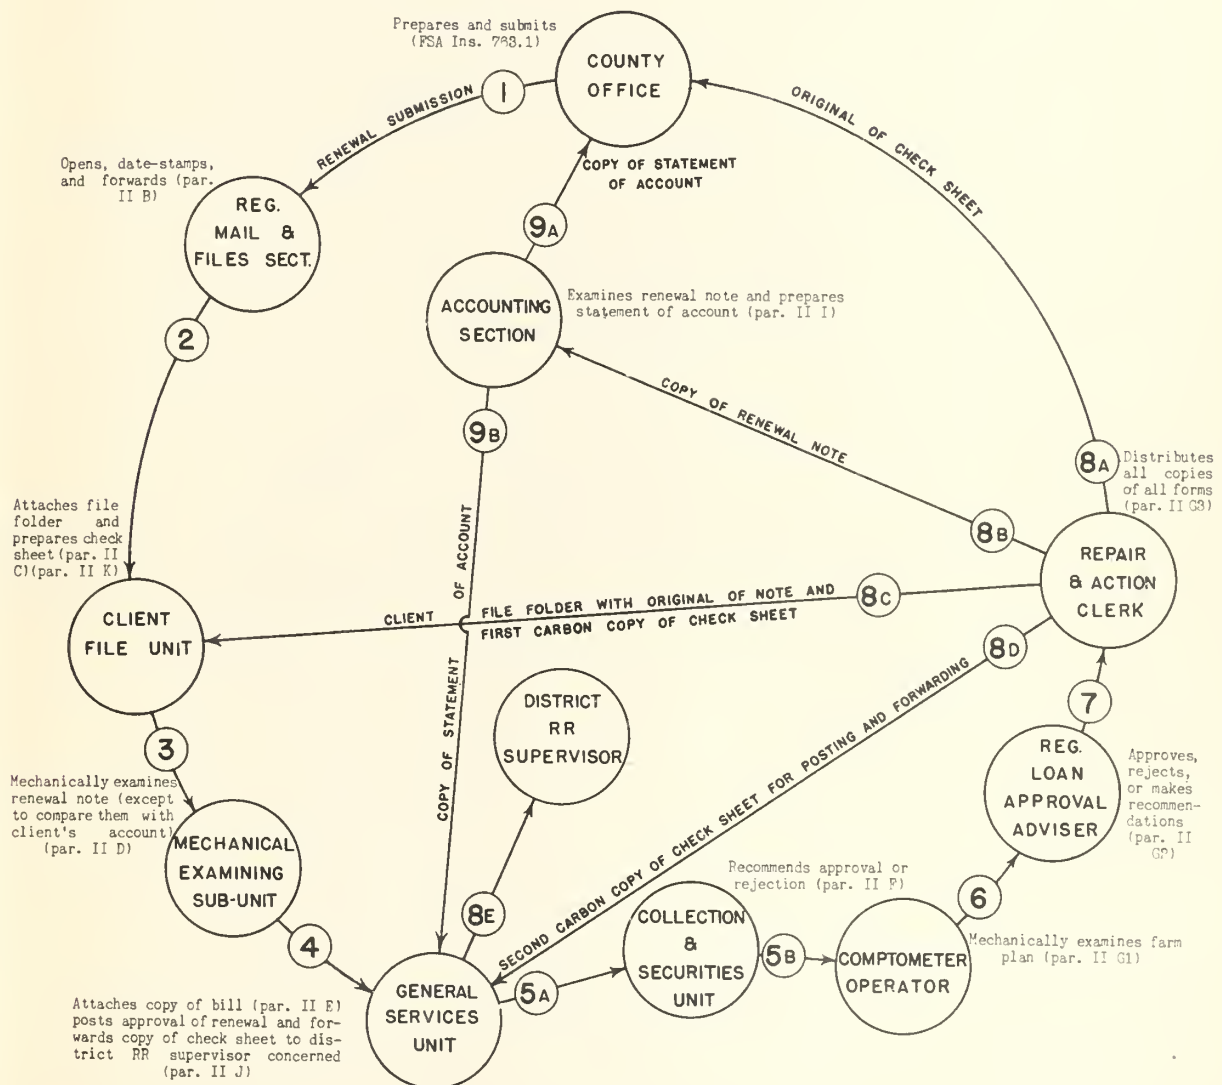 Prepares and submits
(FSA Ins. 763.1)
COUNTY
OFFICE
1
RENEWAL SUBMISSION
ORIGINAL OF CHECK SHEET
COPY OF STATEMENT
OF ACCOUNT
Opens, date-stamps,
and forwards (par.
II B)
REG.
MAIL &
FILES SECT.
9A
2
ACCOUNTING
SECTION
Examines renewal note and prepares
statement of account (par. II I)
COPY OF RENEWAL NOTE
9B
8A
Distributes
all copies
of all forms
(par. II G3)
8B
REPAIR
& ACTION
CLERK
Attaches file
folder and
prepares check
sheet (par. II
C)(par. II K)
CLIENT
FILE UNIT
COPY OF STATEMENT OF ACCOUNT
CLIENT FILE FOLDER WITH ORIGINAL OF NOTE AND
FIRST CARBON COPY OF CHECK SHEET
8C
8D
SECOND CARBON COPY OF CHECK SHEET FOR POSTING AND FORWARDING
7
DISTRICT
RR
SUPERVISOR
3
Mechanically examines
renewal note (except
to compare them with
client's account)
(par. II D)
MECHANICAL
EXAMINING
SUB-UNIT
REG.
LOAN
APPROVAL
ADVISER
Approves,
rejects,
or makes
recommen-
dations
(par. II
G2)
4
8E
Recommends approval or
rejection (par. II F)
COLLECTION
&
SECURITIES
UNIT
5B
6
COMPTOMETER
OPERATOR
Mechanically examines farm
plan (par. II G1)
5A
GENERAL
SERVICES
UNIT
Attaches copy of bill (par. II E)
posts approval of renewal and for-
wards copy of check sheet to dis-
trict RR supervisor concerned
(par. II J)